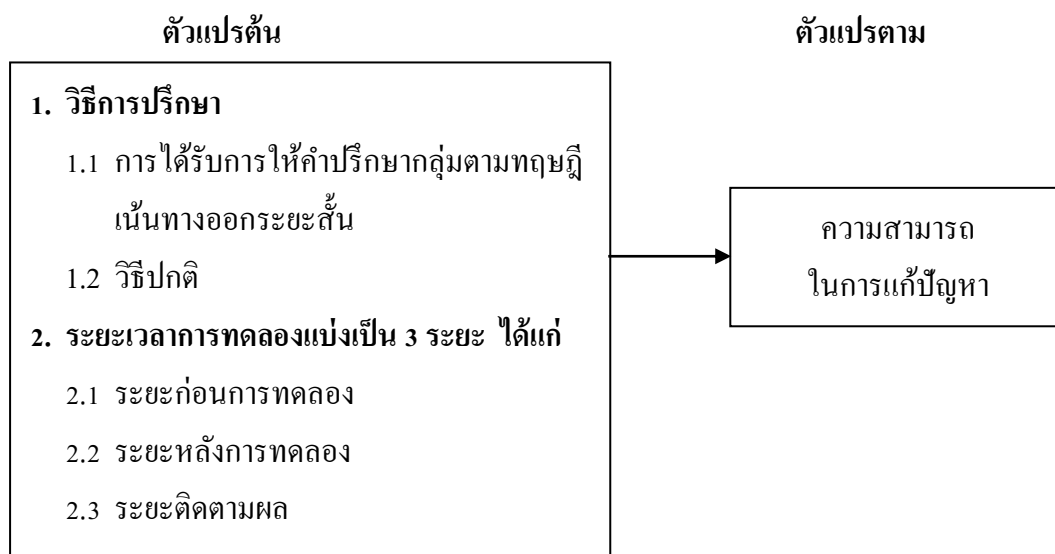 ตัวแปรต้น
ตัวแปรตาม
1. วิธีการปรึกษา
1.1 การได้รับการให้คำปรึกษากลุ่มตามทฤษฎี
เน้นทางออกระยะสั้น
1.2 วิธีปกติ
2. ระยะเวลาการทดลองแบ่งเป็น 3 ระยะ ได้แก่
2.1 ระยะก่อนการทดลอง
2.2 ระยะหลังการทดลอง
2.3 ระยะติดตามผล
ความสามารถ
ในการแก้ปัญหา